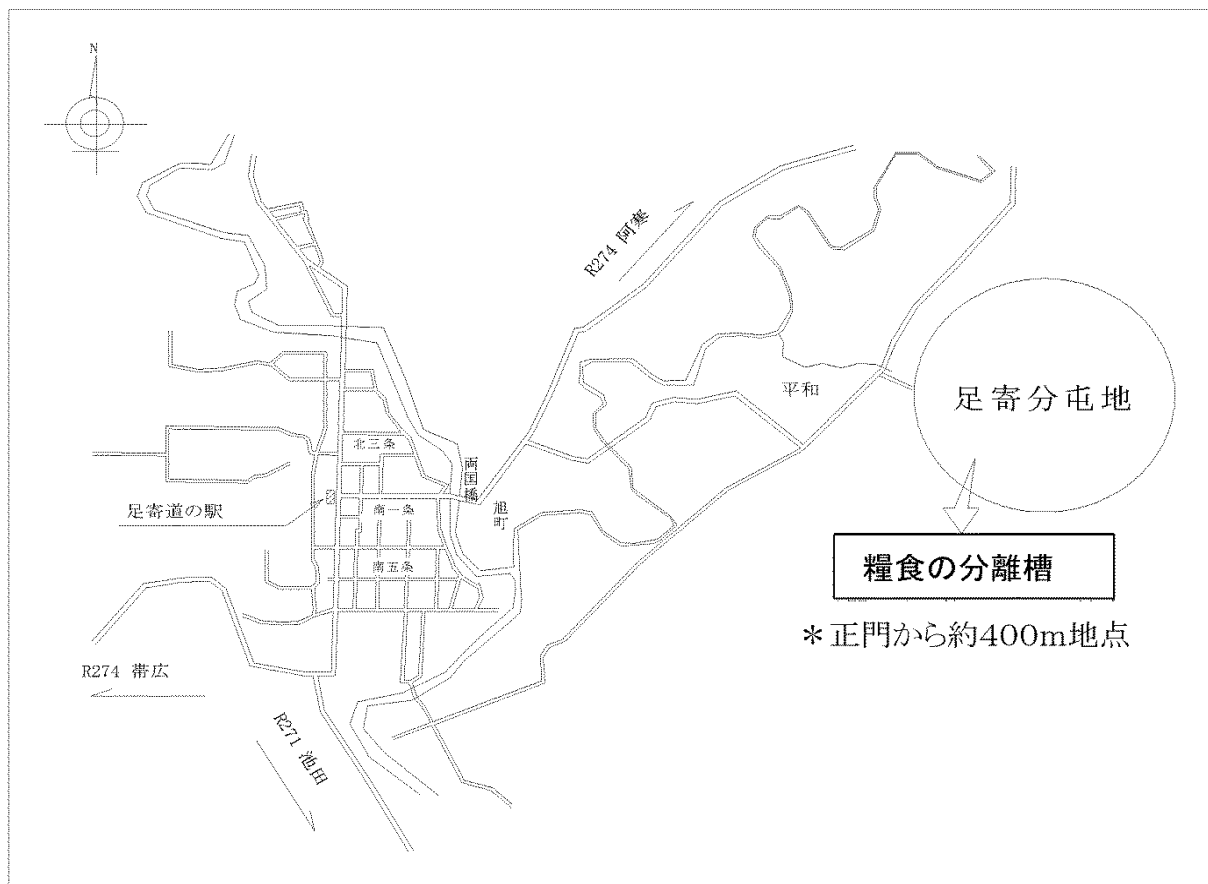 N
R274 阿寒
平和
足寄分屯地
北三条
両国橋
足寄道の駅
南一条
旭町
南五条
糧食の分離槽
＊正門から約400m地点
R274 帯広
R271 池田